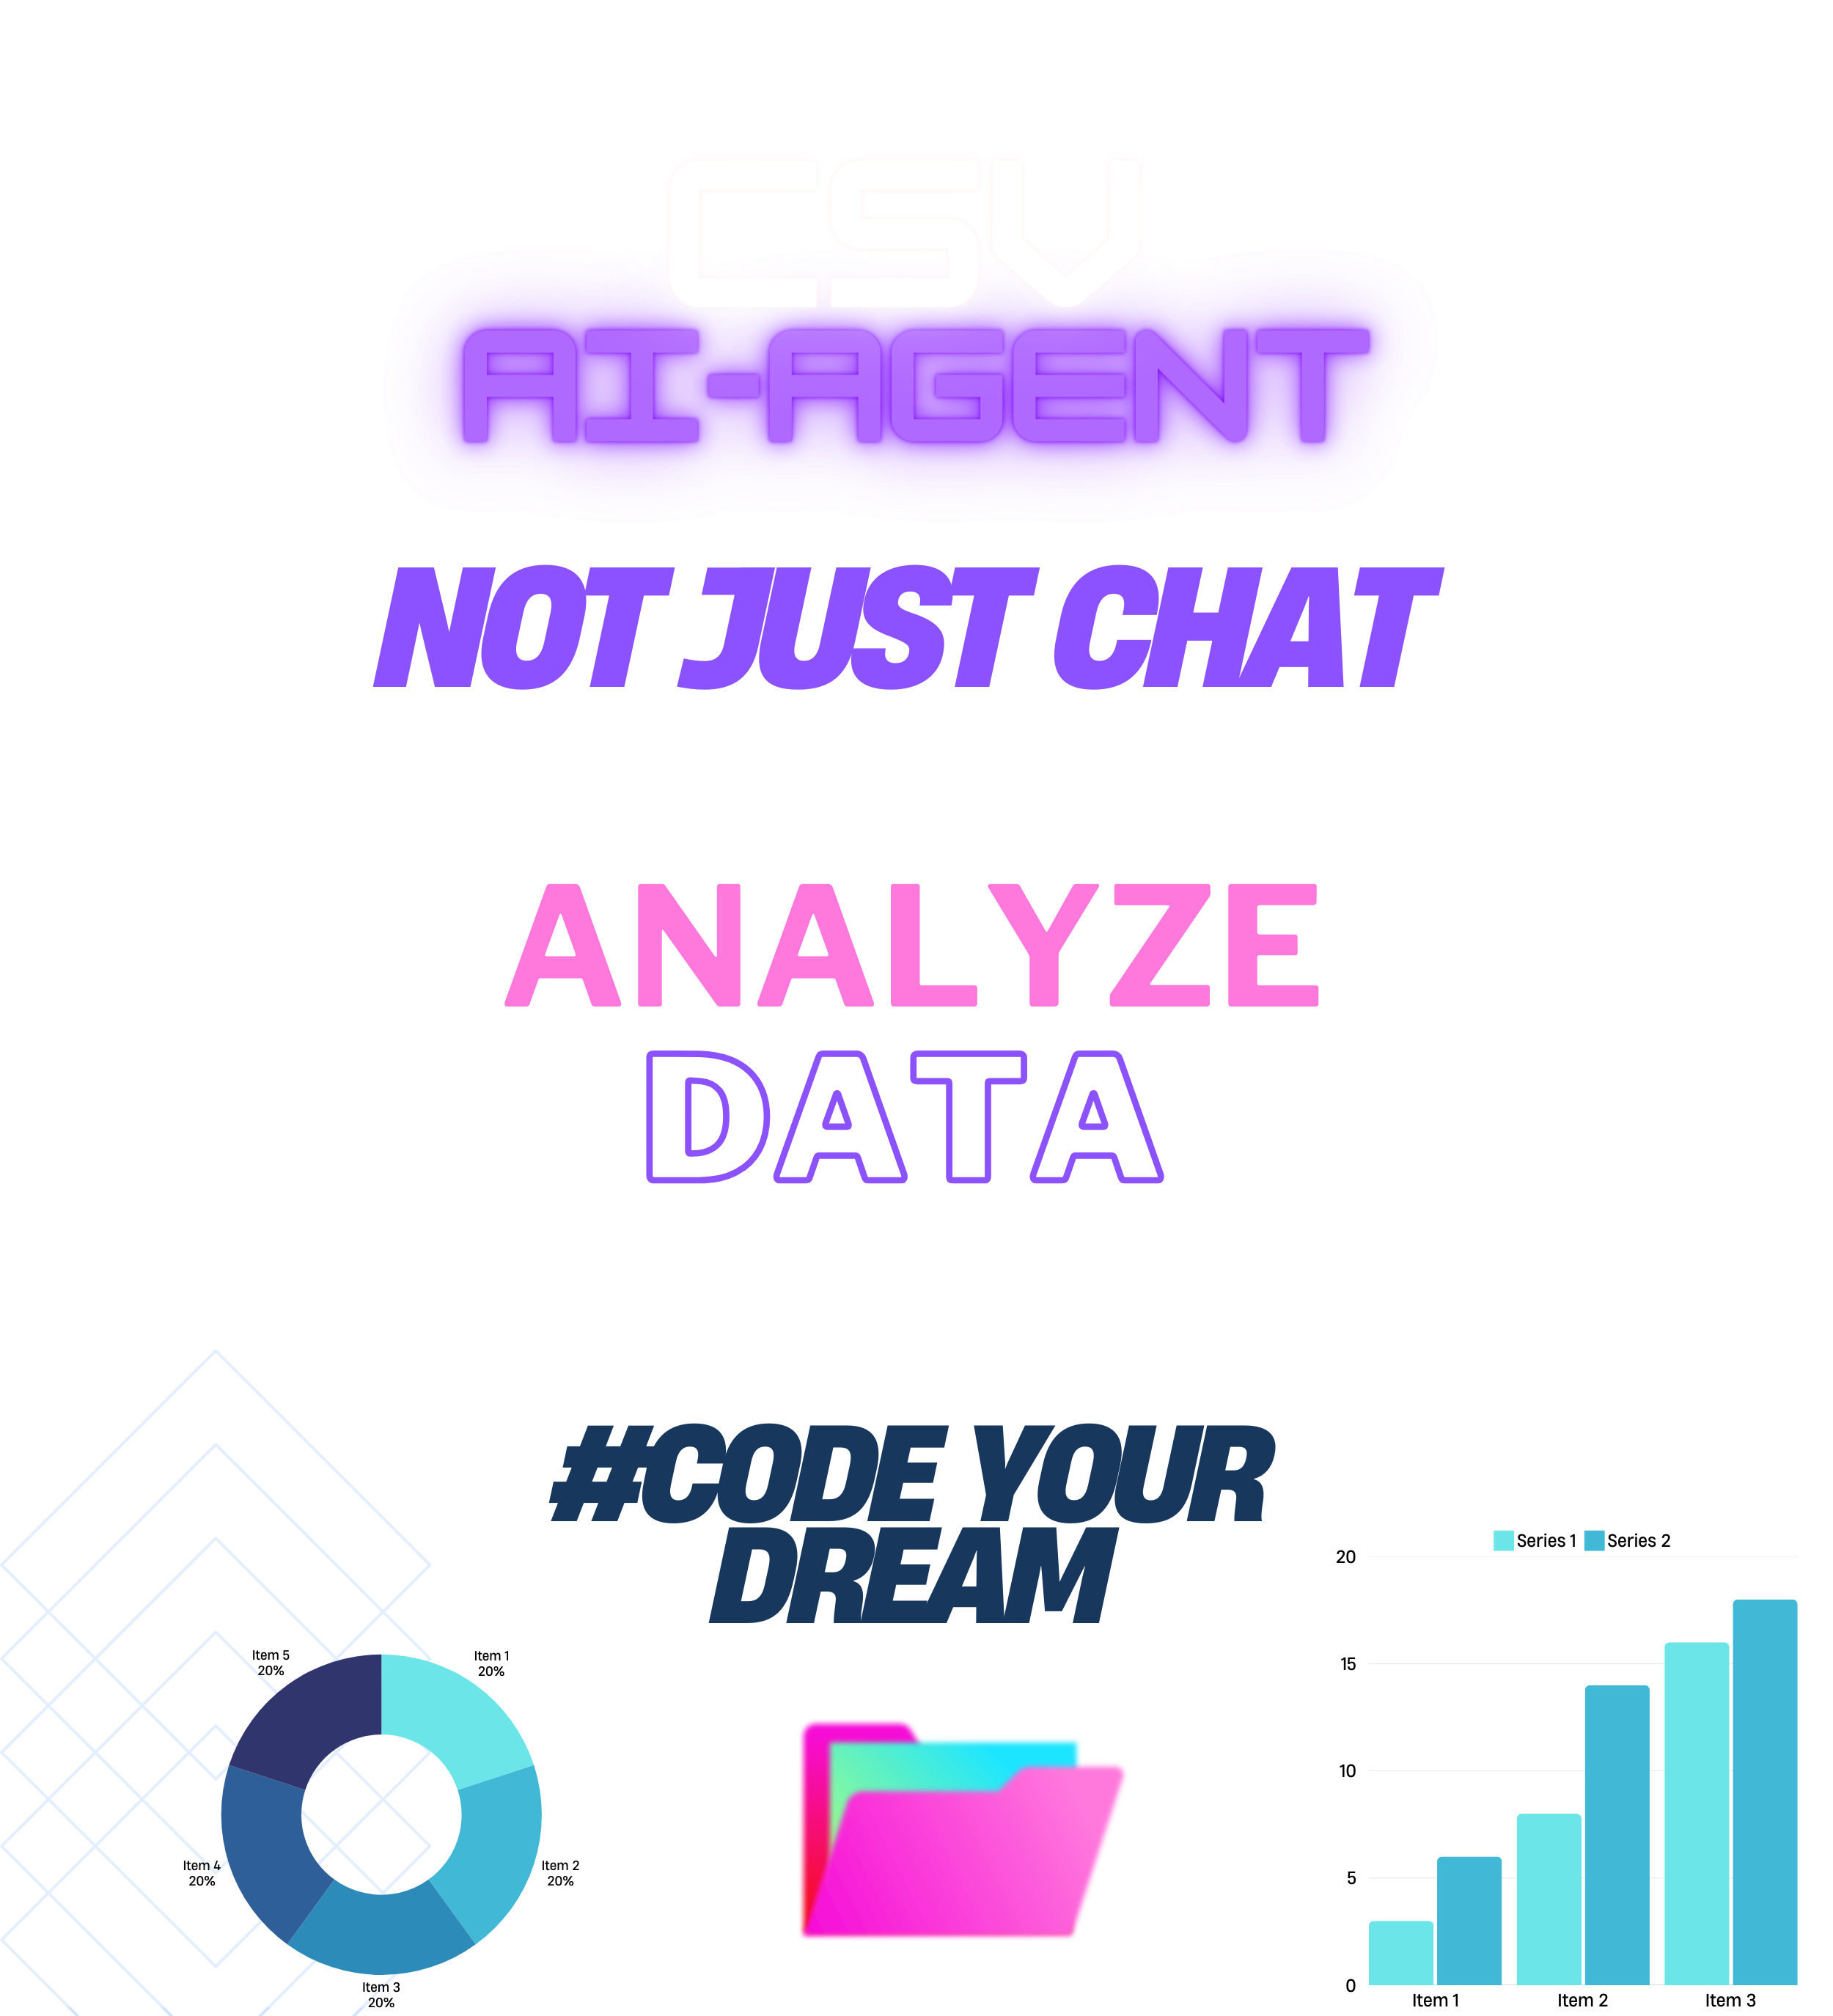 CSV
AI-AGENT
NOT JUST CHAT
ANALYZE
DATA
#CODE YOUR
DREAM
Item 5
20%
Item 1
20%
Item 4
20%
Item 2
20%
Item 3
20%
Series 1 Series 2
20
15
10
5
0
Item 1 Item 2 Item 3